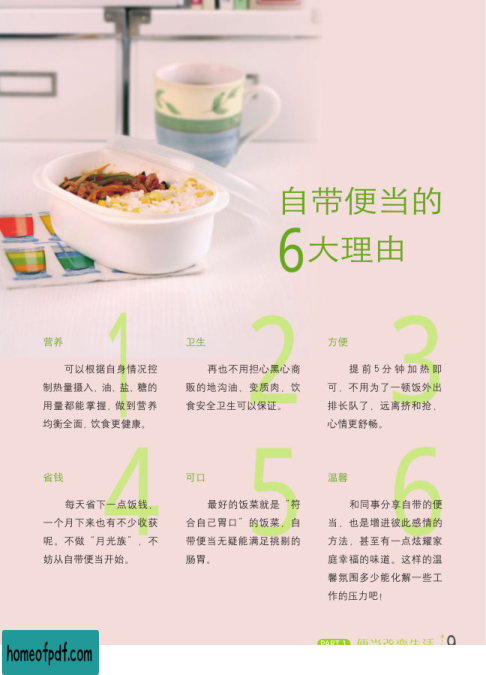 自带便当的
6大理由
1
营养
可以根据自身情况控
制热量摄入、油、盐、糖的
用量都能掌握,做到营养
均衡全面,饮食更健康。
2
卫生
再也不用担心黑心商
贩的地沟油、变质肉,饮
食安全卫生可以保证。
3
方便
提前5分钟加热即
可,不用为了一顿饭外出
排长队了,远离挤和抢,
心情更舒畅。
4
省钱
每天省下一点饭钱,
一个月下来也有不少收获
呢。不做“月光族”,不
妨从自带便当开始。
5
可口
最好的饭菜就是“符
合自己胃口”的饭菜,自
带便当无疑能满足挑剔的
肠胃。
6
温馨
和同事分享自带的便
当,也是增进彼此感情的
方法,甚至有一点炫耀家
庭幸福的味道。这样的温
馨氛围多少能化解一些工
作的压力吧!
PART 1 便当改变生活 9
homeofpdf.com